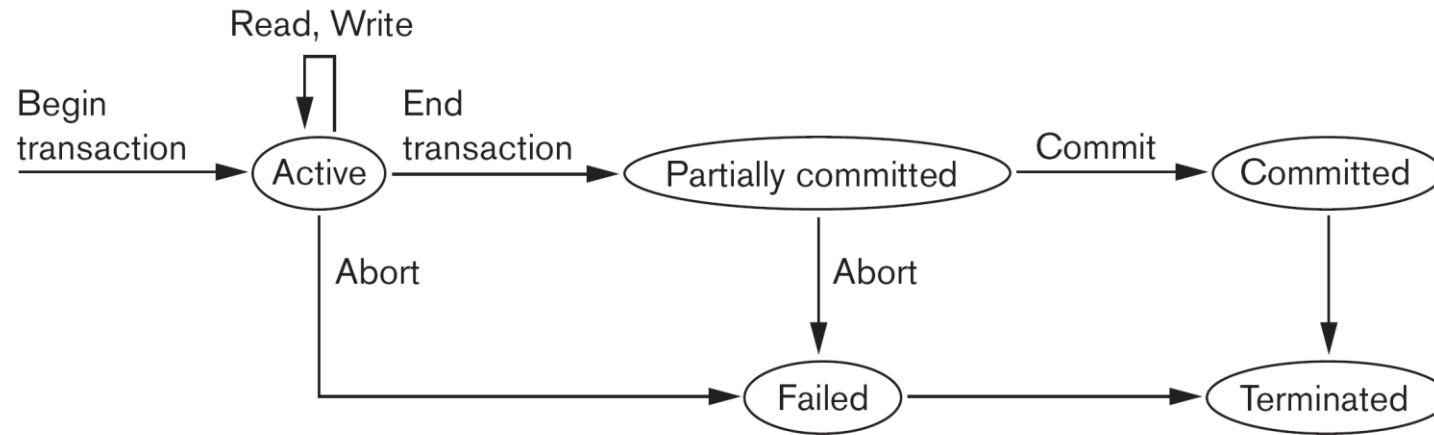 Read, Write
Begin
transaction
End
transaction
Active
Partially committed
Commit
Committed
Abort
Abort
Failed
Terminated